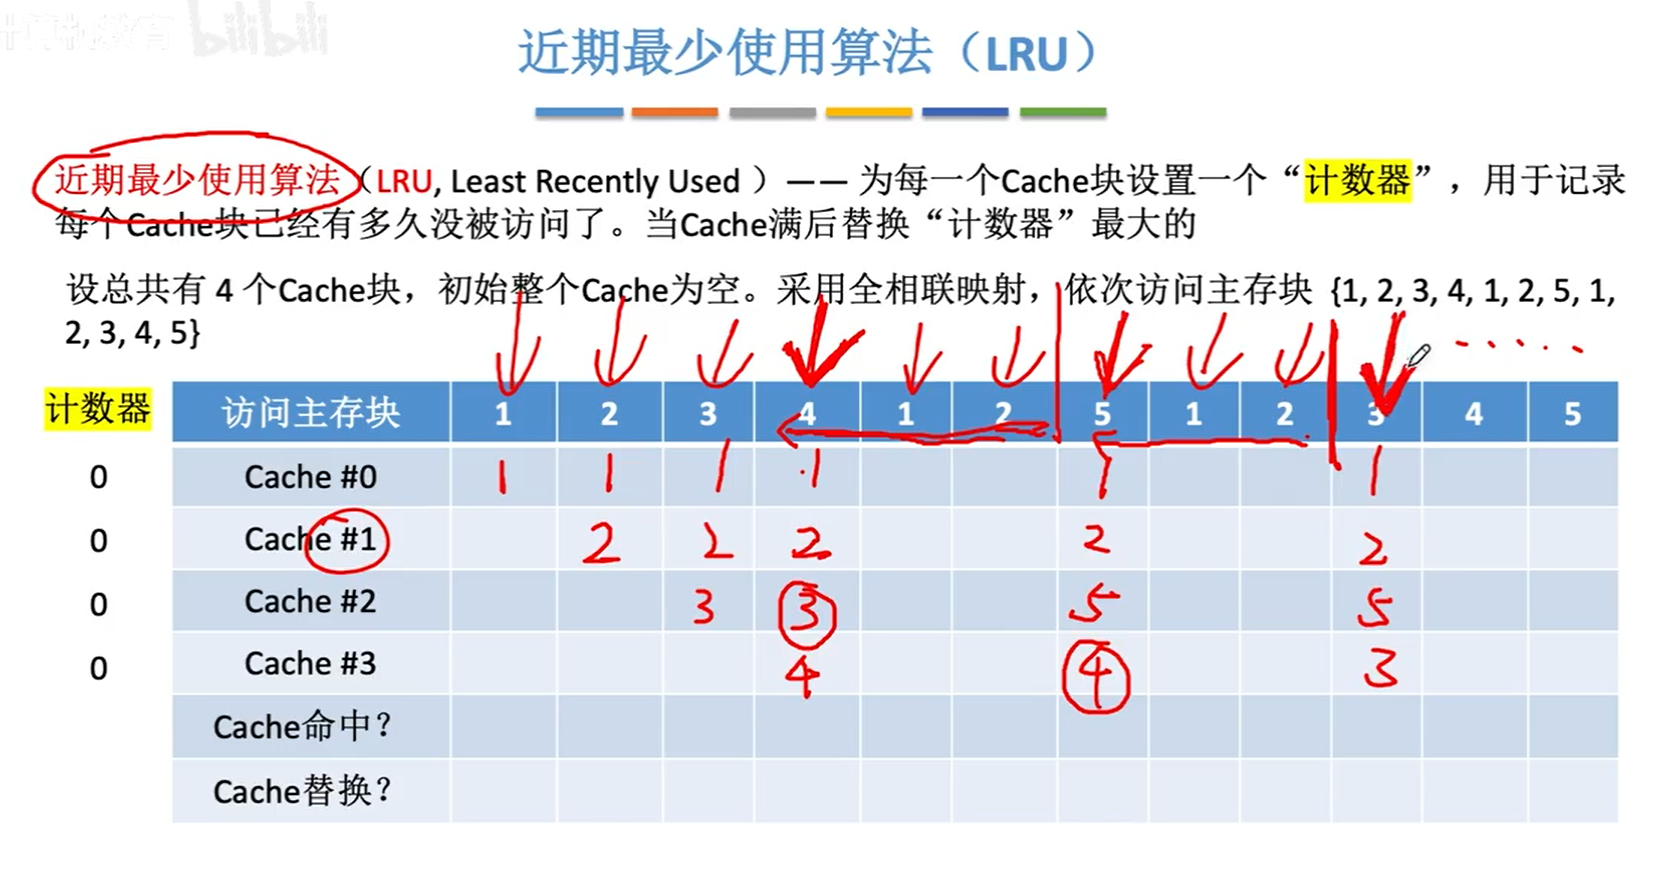 bilibili
近期最少使用算法（LRU）
近期最少使用算法（LRU, Least Recently Used ）—— 为每一个Cache块设置一个“计数器”，用于记录
每个Cache块已经有多久没被访问了。当Cache满后替换“计数器”最大的
设总共有 4 个Cache块，初始整个Cache为空。采用全相联映射，依次访问主存块 {1, 2, 3, 4, 1, 2, 5, 1,
2, 3, 4, 5}
计数器 访问主存块 1 2 3 4 1 2 5 1 2 3 4 5
0 Cache #0 1 1 1 1 1 1
0 Cache #1 2 2 2 2 2
0 Cache #2 3 3 5 5
0 Cache #3 4 4 3
Cache命中？
Cache替换？